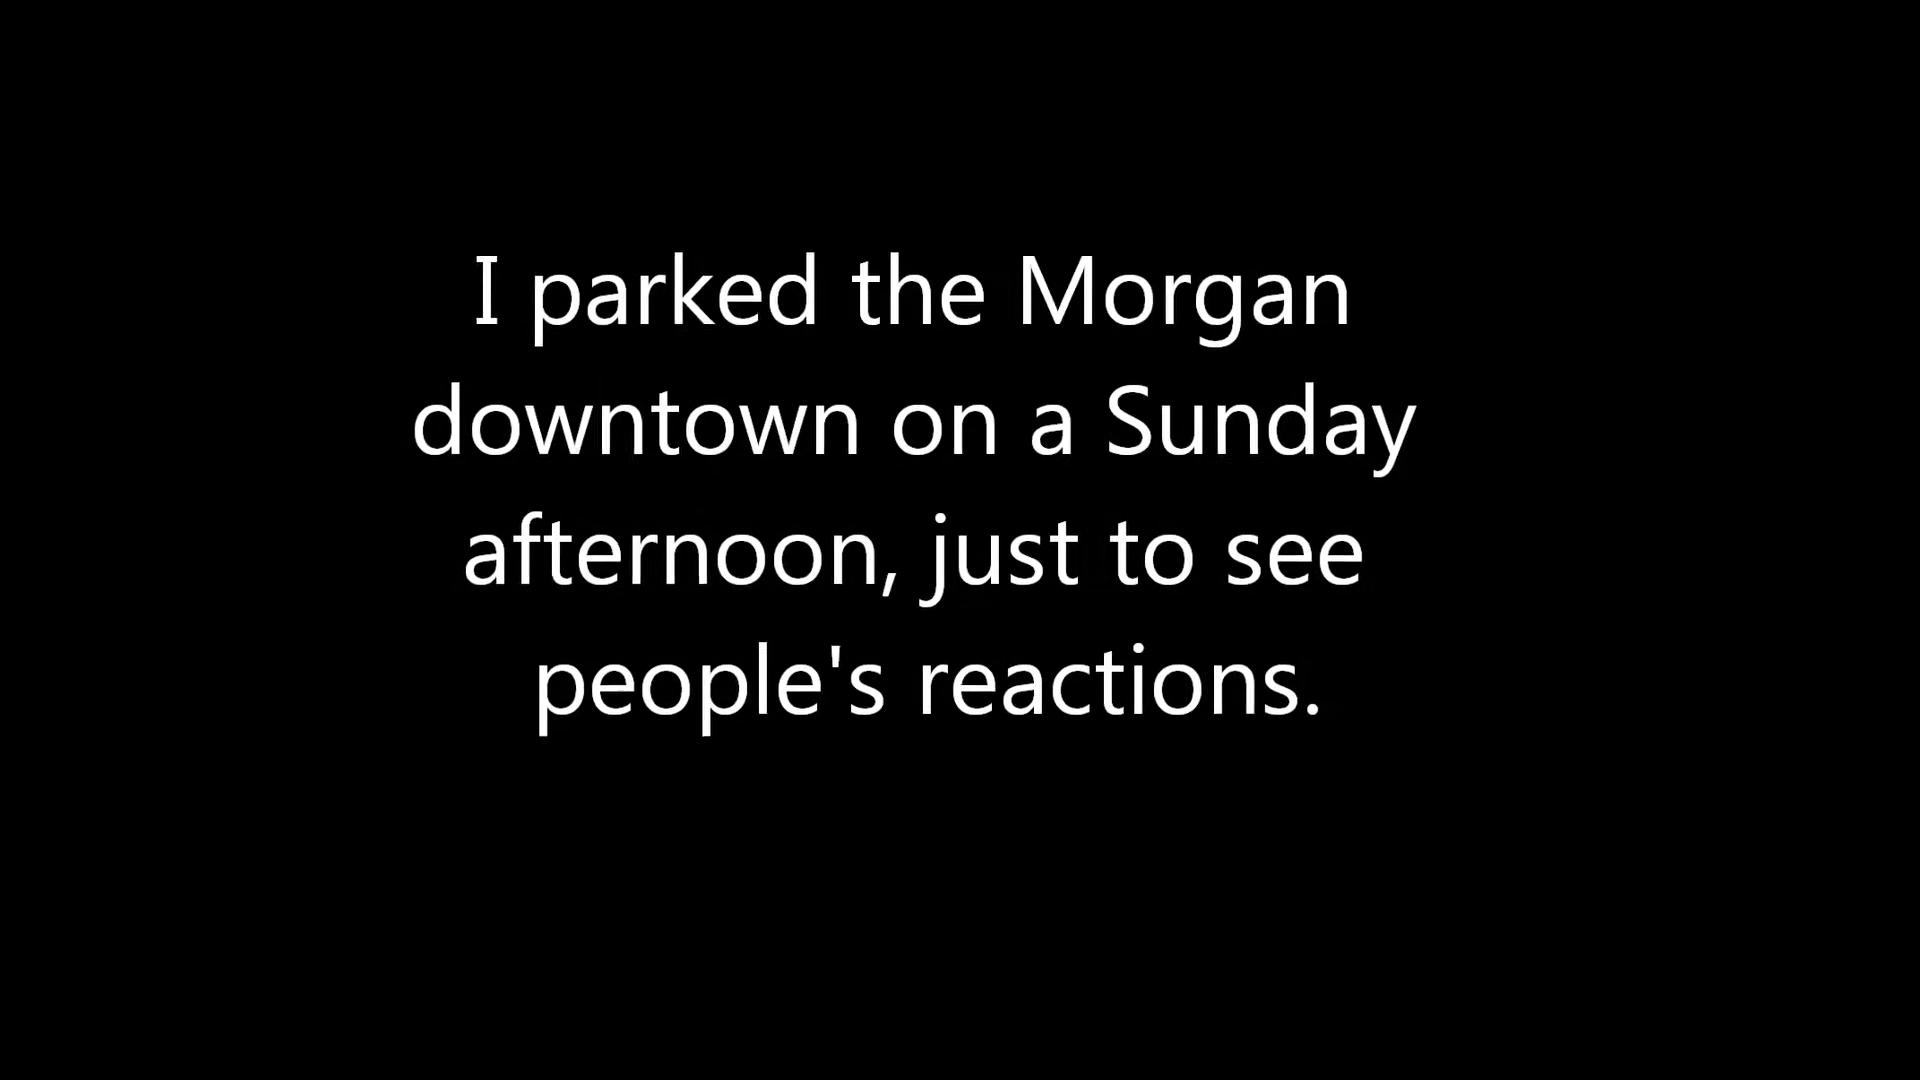 I parked the Morgan
downtown on a Sunday
afternoon, just to see
people's reactions.